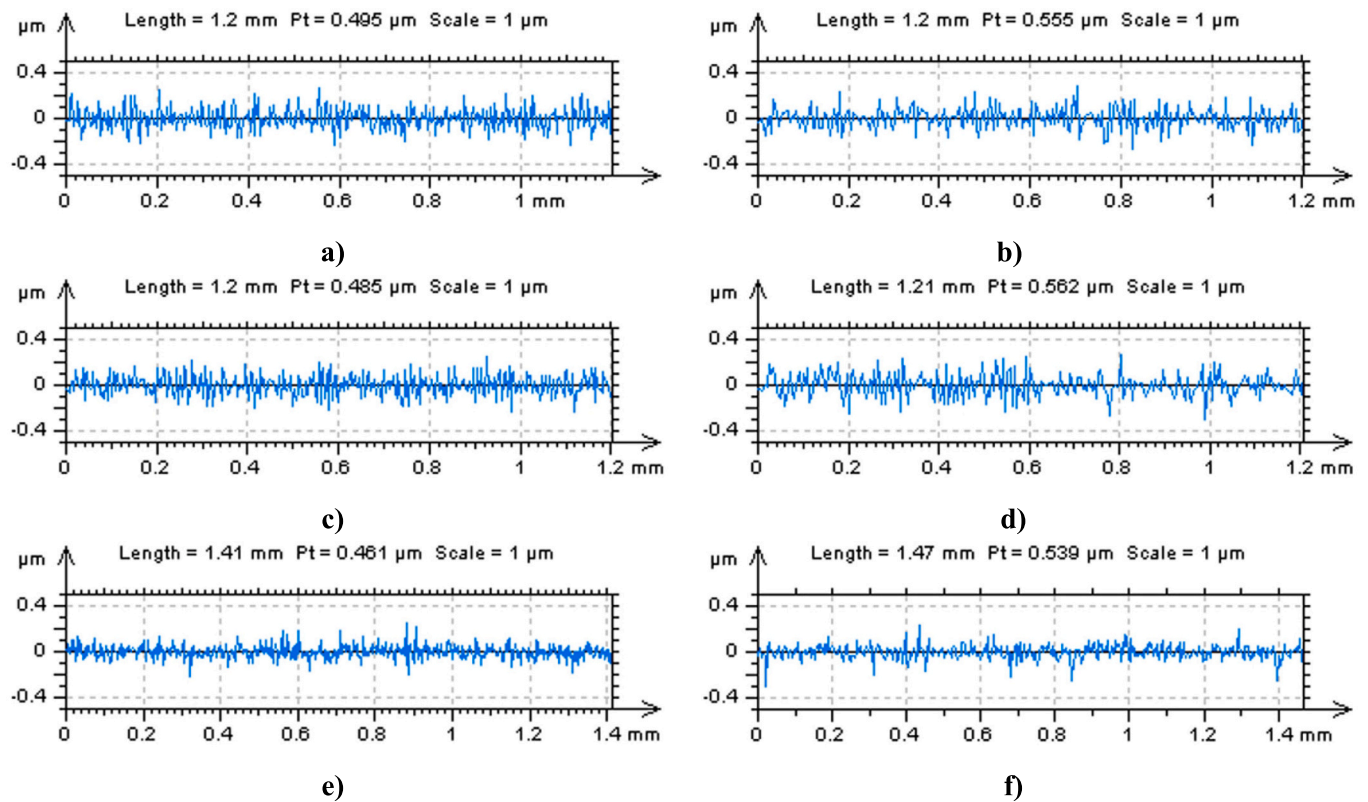 µm Length = 1.2 mm Pt = 0.495 µm Scale = 1 µm
0.4
0
-0.4
0 0.2 0.4 0.6 0.8 1 mm
a)
µm Length = 1.2 mm Pt = 0.555 µm Scale = 1 µm
0.4
0
-0.4
0 0.2 0.4 0.6 0.8 1 1.2 mm
b)
µm Length = 1.2 mm Pt = 0.485 µm Scale = 1 µm
0.4
0
-0.4
0 0.2 0.4 0.6 0.8 1 1.2 mm
c)
µm Length = 1.21 mm Pt = 0.562 µm Scale = 1 µm
0.4
0
-0.4
0 0.2 0.4 0.6 0.8 1 1.2 mm
d)
µm Length = 1.41 mm Pt = 0.461 µm Scale = 1 µm
0.4
0
-0.4
0 0.2 0.4 0.6 0.8 1 1.2 1.4 mm
e)
µm Length = 1.47 mm Pt = 0.539 µm Scale = 1 µm
0.4
0
-0.4
0 0.2 0.4 0.6 0.8 1 1.2 1.4 mm
f)